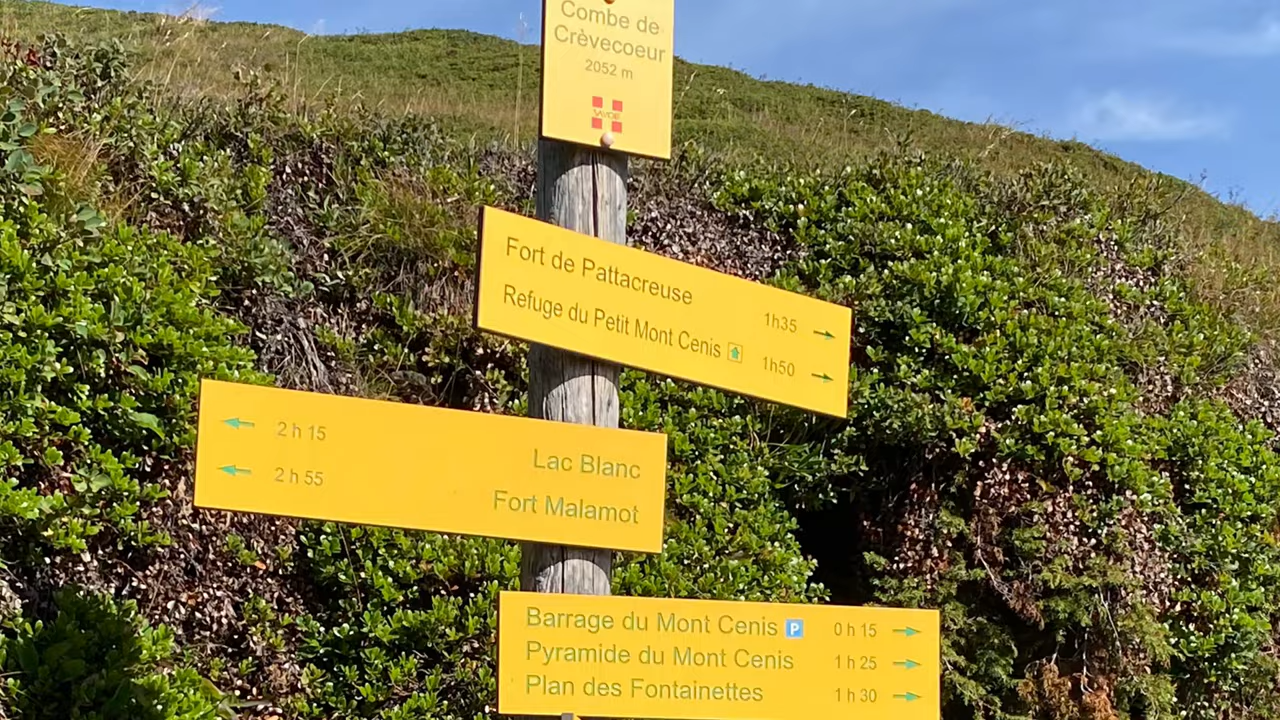 Combe de
Crèvecoeur
2052 m
SAVOIE
Fort de Pattacreuse 1h35
Refuge du Petit Mont Cenis 1h50
2 h 15 Lac Blanc
2 h 55 Fort Malamot
Barrage du Mont Cenis P 0 h 15
Pyramide du Mont Cenis 1 h 25
Plan des Fontainettes 1 h 30